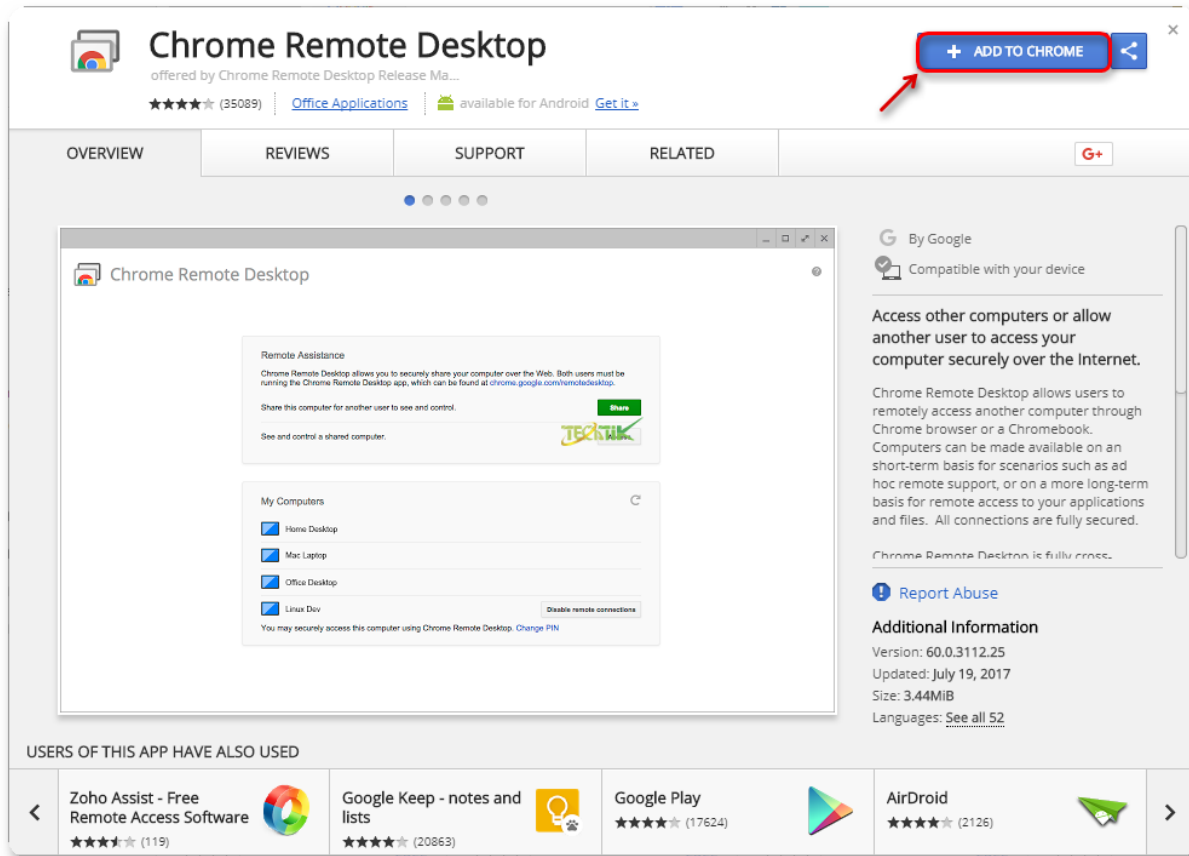 Chrome Remote Desktop
offered by Chrome Remote Desktop Release Ma...
(35089) Office Applications available for Android Get it »
+ ADD TO CHROME
OVERVIEW REVIEWS SUPPORT RELATED G+
Chrome Remote Desktop
Remote Assistance
Chrome Remote Desktop allows you to securely share your computer over the Web. Both users must be
running the Chrome Remote Desktop app, which can be found at chrome.google.com/remotedesktop.
Share this computer for another user to see and control. Share
See and control a shared computer.
TECHTIK
My Computers
Home Desktop
Mac Laptop
Office Desktop
Linux Dev Disable remote connections
You may securely access this computer using Chrome Remote Desktop. Change PIN
By Google
Compatible with your device
Access other computers or allow
another user to access your
computer securely over the Internet.
Chrome Remote Desktop allows users to
remotely access another computer through
Chrome browser or a Chromebook.
Computers can be made available on an
short-term basis for scenarios such as ad
hoc remote support, or on a more long-term
basis for remote access to your applications
and files. All connections are fully secured.
Chrome Remote Desktop is fully cross-
Report Abuse
Additional Information
Version: 60.0.3112.25
Updated: July 19, 2017
Size: 3.44MiB
Languages: See all 52
USERS OF THIS APP HAVE ALSO USED
Zoho Assist - Free
Remote Access Software
(119)
Google Keep - notes and
lists
(20863)
Google Play
(17624)
AirDroid
(2126)